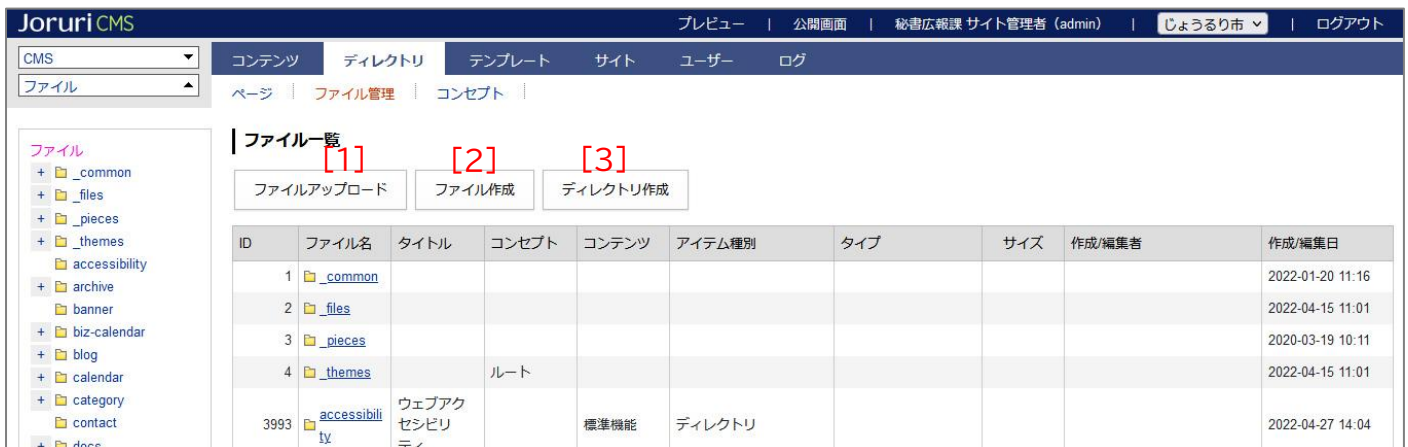 Joruri CMS プレビュー | 公開画面 | 秘書広報課 サイト管理者（admin） | じょうるり市 | ログアウト
CMS
ファイル
コンテンツ ディレクトリ テンプレート サイト ユーザー ログ
ページ ファイル管理 コンセプト
ファイル
+ _common
+ _files
+ _pieces
+ _themes
accessibility
+ archive
banner
+ biz-calendar
+ blog
+ calendar
+ category
contact
+ docs
ファイル一覧
[1] [2] [3]
ファイルアップロード ファイル作成 ディレクトリ作成
ID ファイル名 タイトル コンセプト コンテンツ アイテム種別 タイプ サイズ 作成/編集者 作成/編集日
1 _common 2022-01-20 11:16
2 _files 2022-04-15 11:01
3 _pieces 2020-03-19 10:11
4 _themes ルート 2022-04-15 11:01
ウェブアク
3993 accessibili セシビリ 標準機能 ディレクトリ 2022-04-27 14:04
ty ティ